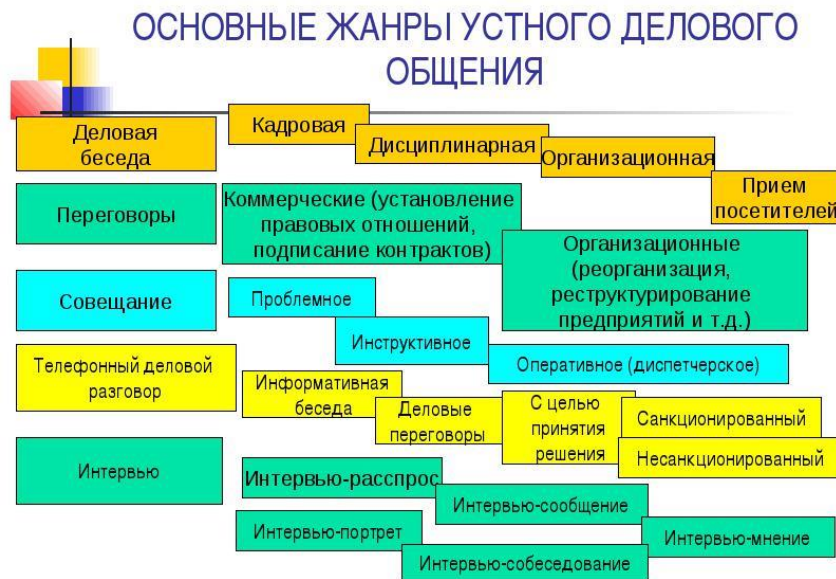 ОСНОВНЫЕ ЖАНРЫ УСТНОГО ДЕЛОВОГО
ОБЩЕНИЯ
Деловая
беседа
Кадровая
Дисциплинарная
Организационная
Прием
посетителей
Переговоры
Коммерческие (установление
правовых отношений,
подписание контрактов)
Организационные
(реорганизация,
реструктурирование
предприятий и т.д.)
Совещание
Проблемное
Инструктивное
Оперативное (диспетчерское)
Телефонный деловой
разговор
Информативная
беседа
Деловые
переговоры
С целью
принятия
решения
Санкционированный
Несанкционированный
Интервью
Интервью-расспрос
Интервью-сообщение
Интервью-портрет
Интервью-мнение
Интервью-собеседование